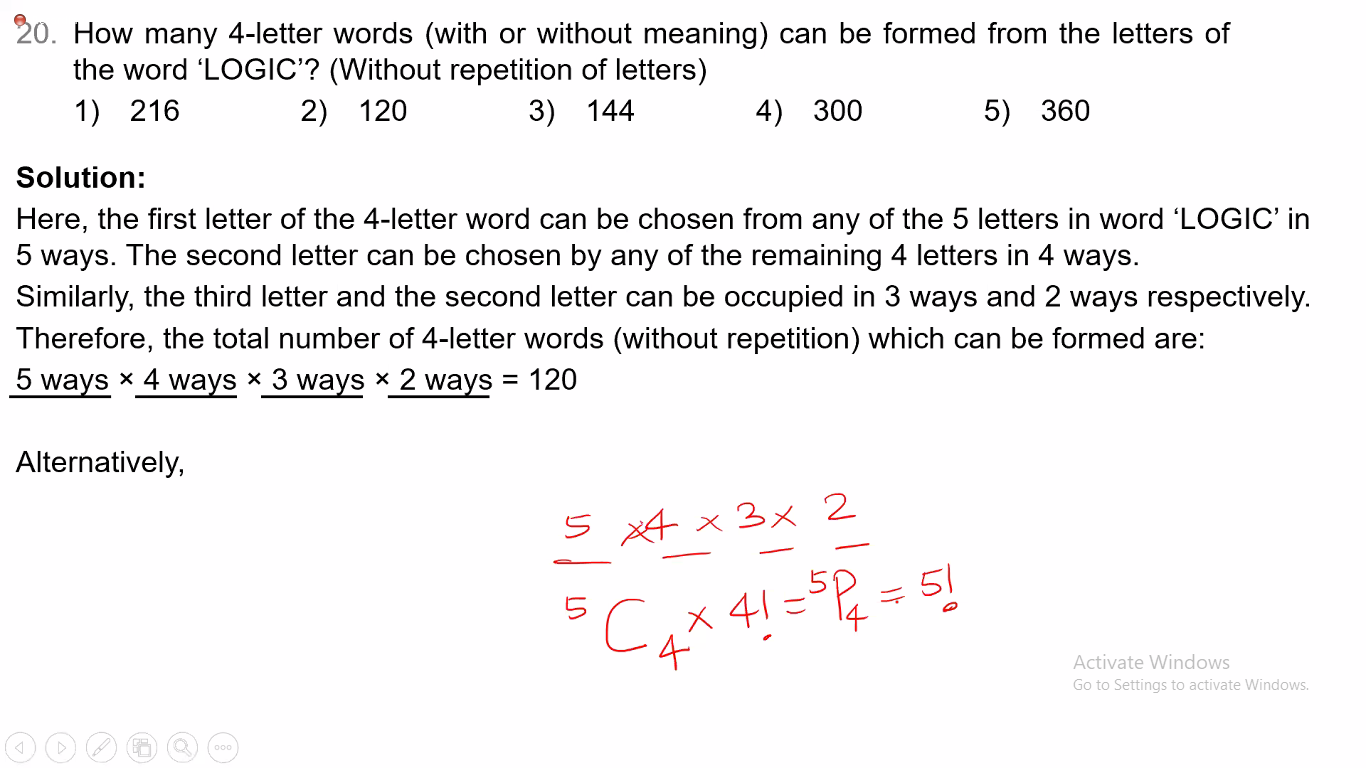 20. How many 4-letter words (with or without meaning) can be formed from the letters of
the word ‘LOGIC’? (Without repetition of letters)
1) 216 2) 120 3) 144 4) 300 5) 360
Solution:
Here, the first letter of the 4-letter word can be chosen from any of the 5 letters in word ‘LOGIC’ in
5 ways. The second letter can be chosen by any of the remaining 4 letters in 4 ways.
Similarly, the third letter and the second letter can be occupied in 3 ways and 2 ways respectively.
Therefore, the total number of 4-letter words (without repetition) which can be formed are:
5 ways × 4 ways × 3 ways × 2 ways = 120
Alternatively,
5 × 4 × 3 × 2
⁵C₄ × 4! = ⁵P₄ = 5!
Activate Windows
Go to Settings to activate Windows.